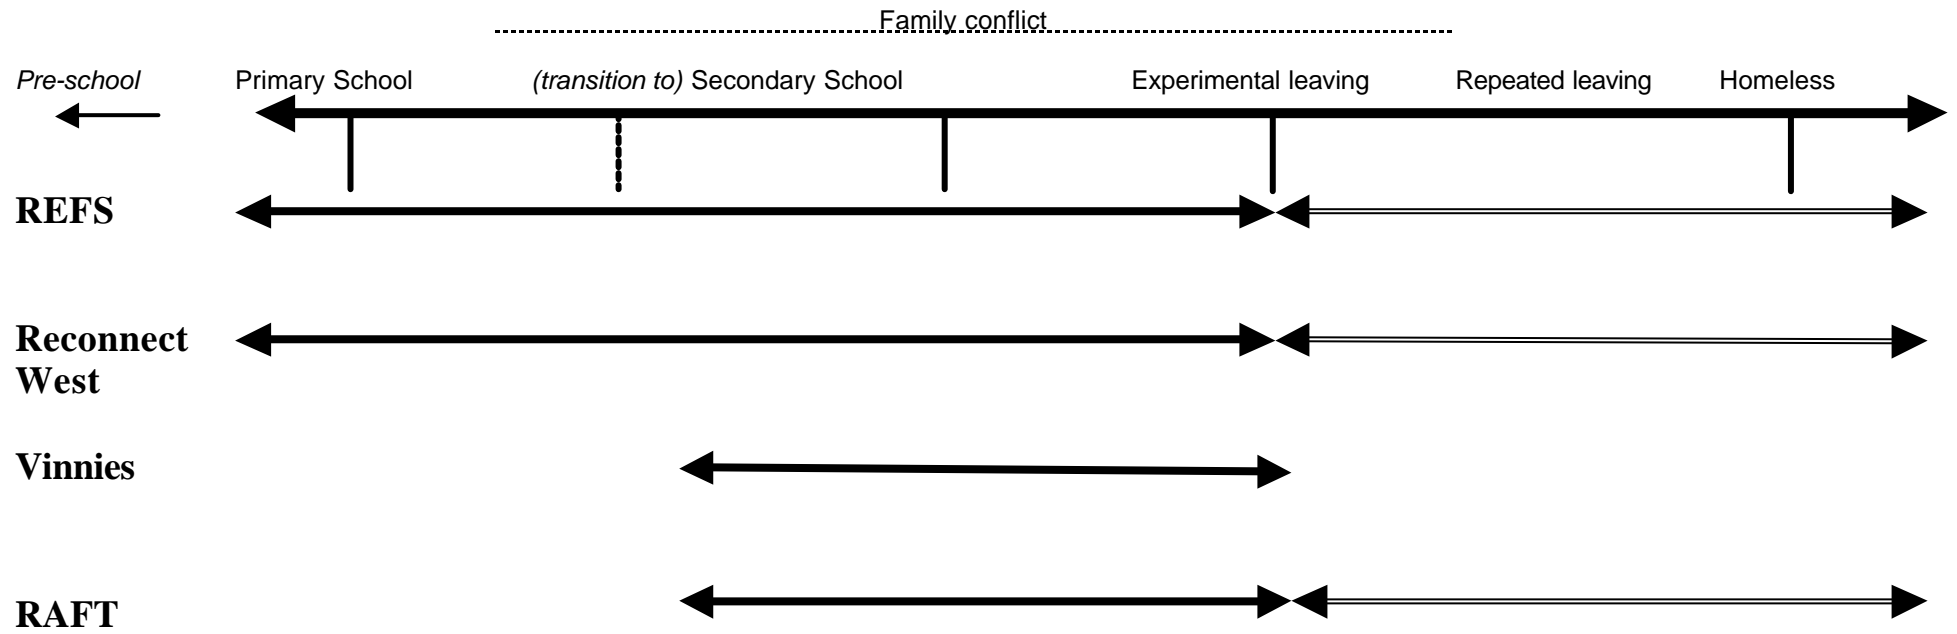 Family conflict
Pre-school Primary School (transition to) Secondary School Experimental leaving Repeated leaving Homeless
REFS
Reconnect
West
Vinnies
RAFT